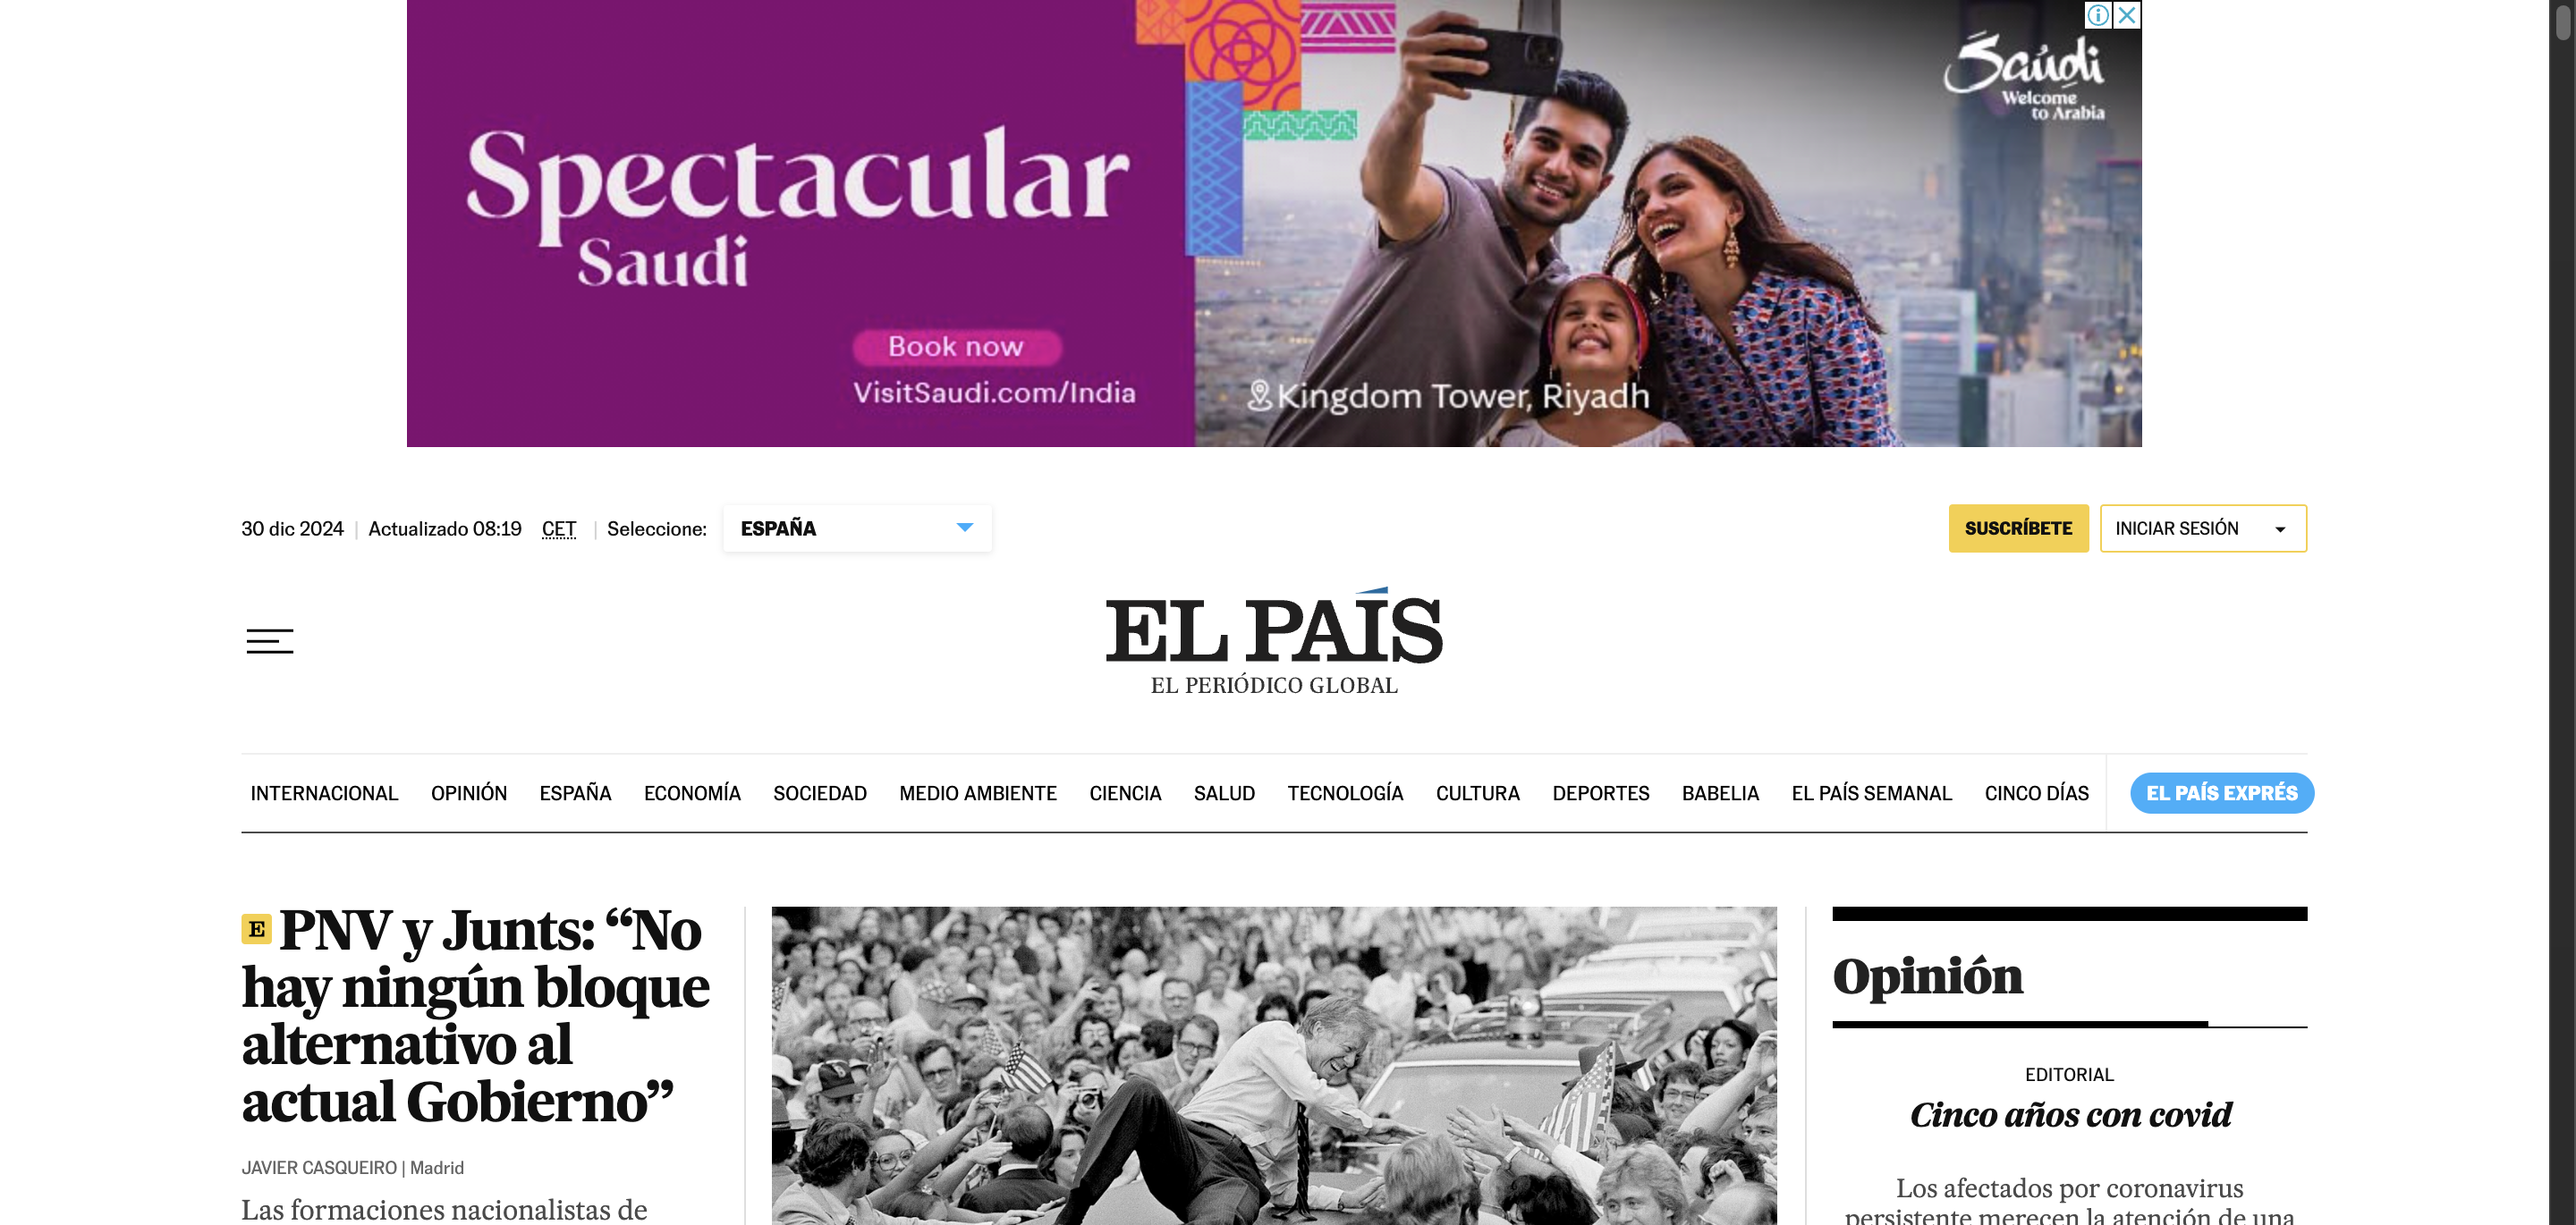 Spectacular
Saudi
Book now
VisitSaudi.com/India
Kingdom Tower, Riyadh
Saudi
Welcome
to Arabia
30 dic 2024 | Actualizado 08:19 CET | Seleccione: ESPAÑA
SUSCRÍBETE INICIAR SESIÓN
EL PAÍS
EL PERIÓDICO GLOBAL
INTERNACIONAL OPINIÓN ESPAÑA ECONOMÍA SOCIEDAD MEDIO AMBIENTE CIENCIA SALUD TECNOLOGÍA CULTURA DEPORTES BABELIA EL PAÍS SEMANAL CINCO DÍAS EL PAÍS EXPRÉS
E PNV y Junts: “No
hay ningún bloque
alternativo al
actual Gobierno”
JAVIER CASQUEIRO | Madrid
Las formaciones nacionalistas de
Opinión
EDITORIAL
Cinco años con covid
Los afectados por coronavirus
persistente merecen la atención de una